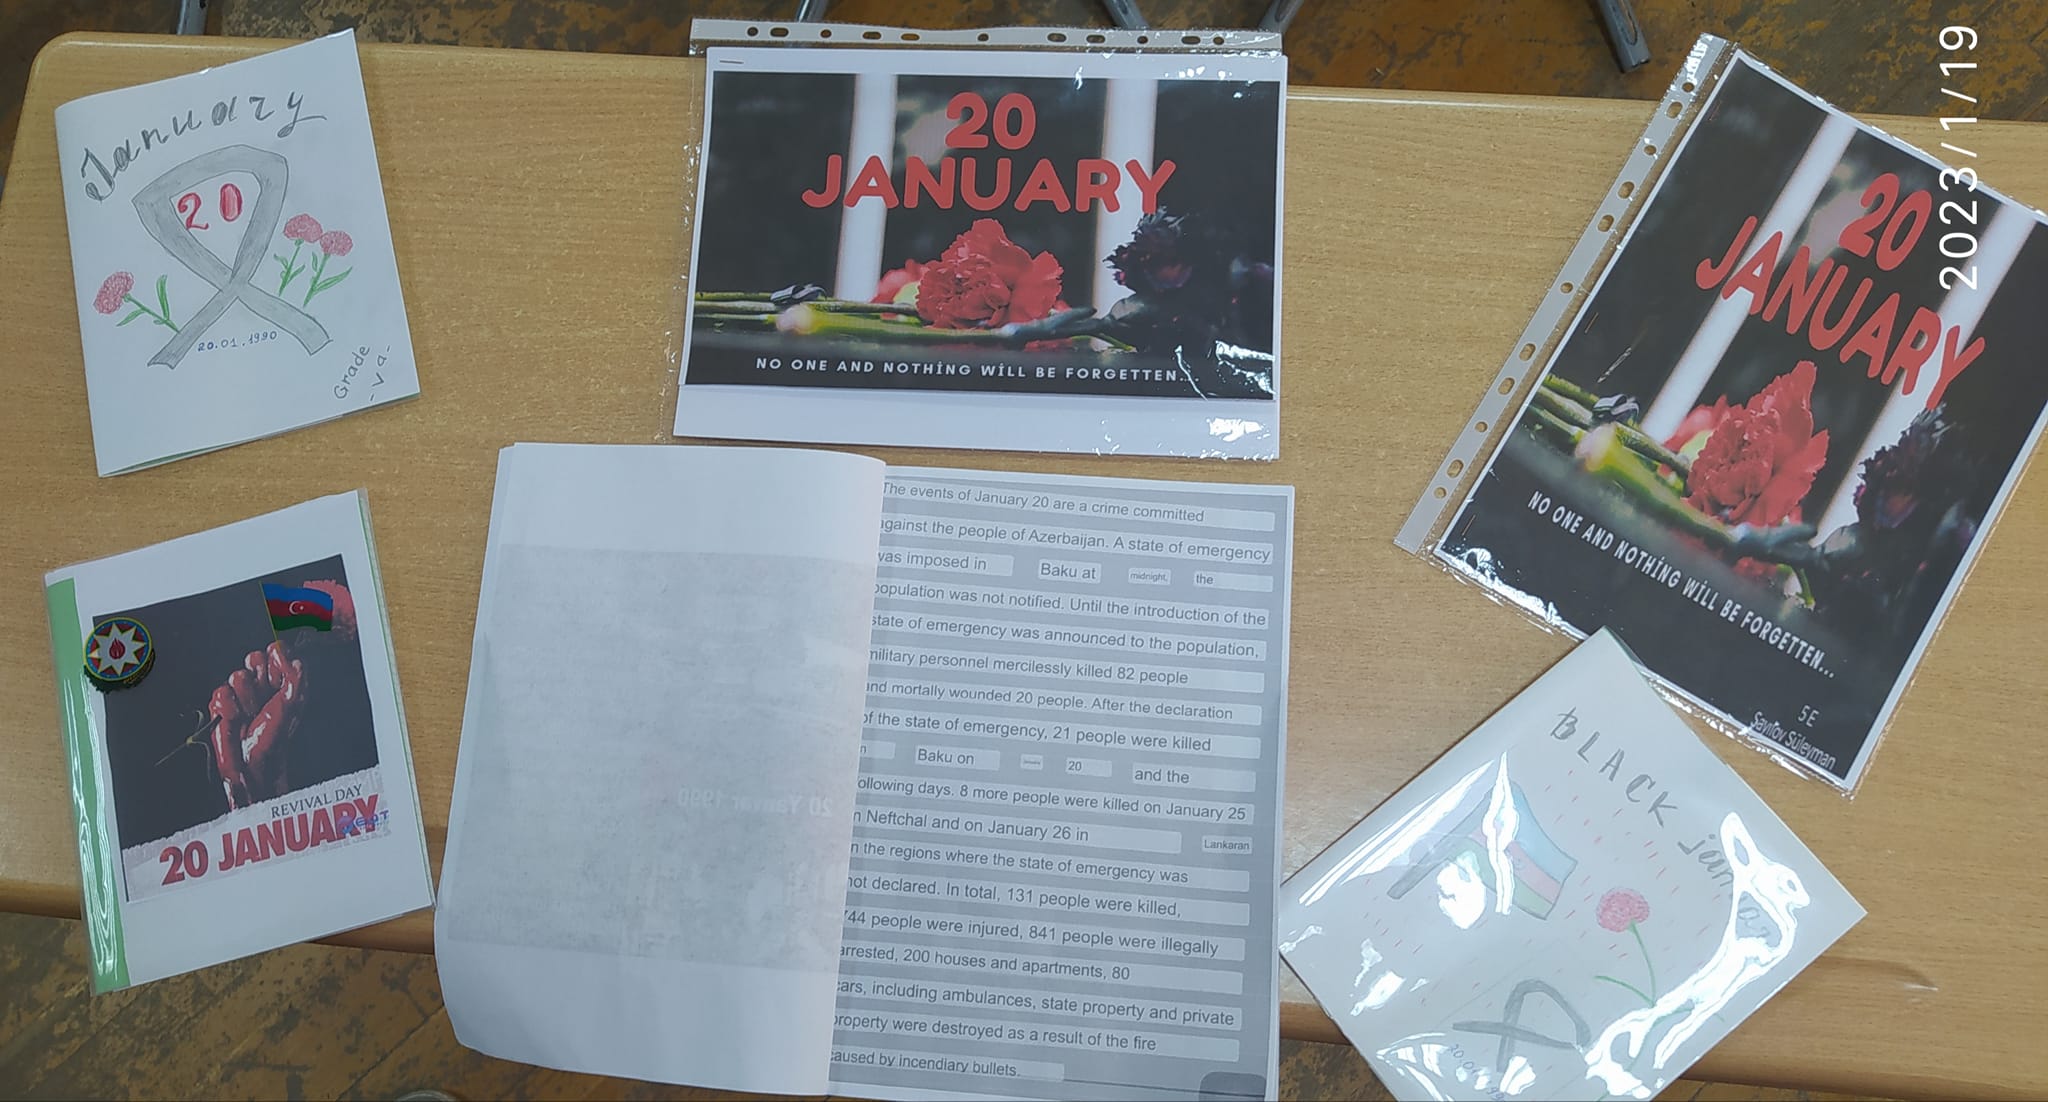 January
20
20.01.1990
Grade
-Va-
20
JANUARY
NO ONE AND NOTHİNG WİLL BE FORGETTEN...
2023/1/19
20
JANUARY
NO ONE AND NOTHİNG WİLL BE FORGETTEN...
5E
Süleyman
REVIVAL DAY
20 JANUARY
The events of January 20 are a crime committed
against the people of Azerbaijan. A state of emergency
was imposed in Baku at midnight, the
population was not notified. Until the introduction of the
state of emergency was announced to the population,
military personnel mercilessly killed 82 people
and mortally wounded 20 people. After the declaration
of the state of emergency, 21 people were killed
Baku on January 20 and the
following days. 8 more people were killed on January 25
in Neftchal and on January 26 in Lankaran
in the regions where the state of emergency was
not declared. In total, 131 people were killed,
744 people were injured, 841 people were illegally
arrested, 200 houses and apartments, 80
cars, including ambulances, state property and private
property were destroyed as a result of the fire
caused by incendiary bullets.
BLACK